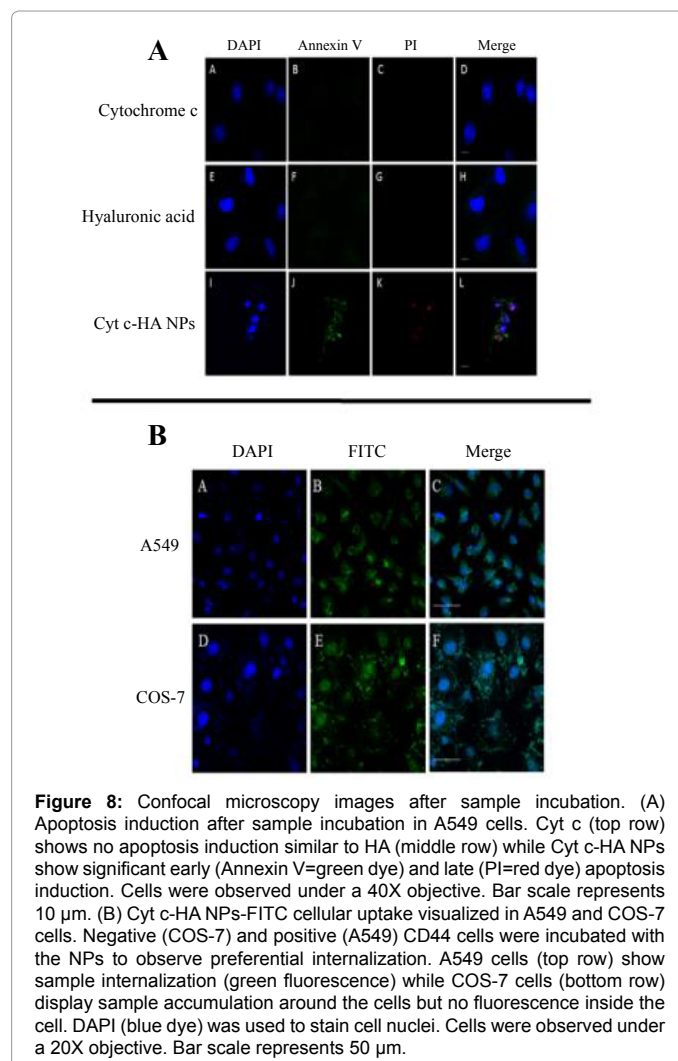 A
DAPI Annexin V PI Merge
A B C D
Cytochrome c
E F G H
Hyaluronic acid
I J K L
Cyt c-HA NPs
B
DAPI FITC Merge
A B C
A549
D E F
COS-7
Figure 8: Confocal microscopy images after sample incubation. (A)
Apoptosis induction after sample incubation in A549 cells. Cyt c (top row)
shows no apoptosis induction similar to HA (middle row) while Cyt c-HA NPs
show significant early (Annexin V=green dye) and late (PI=red dye) apoptosis
induction. Cells were observed under a 40X objective. Bar scale represents
10 μm. (B) Cyt c-HA NPs-FITC cellular uptake visualized in A549 and COS-7
cells. Negative (COS-7) and positive (A549) CD44 cells were incubated with
the NPs to observe preferential internalization. A549 cells (top row) show
sample internalization (green fluorescence) while COS-7 cells (bottom row)
display sample accumulation around the cells but no fluorescence inside the
cell. DAPI (blue dye) was used to stain cell nuclei. Cells were observed under
a 20X objective. Bar scale represents 50 μm.